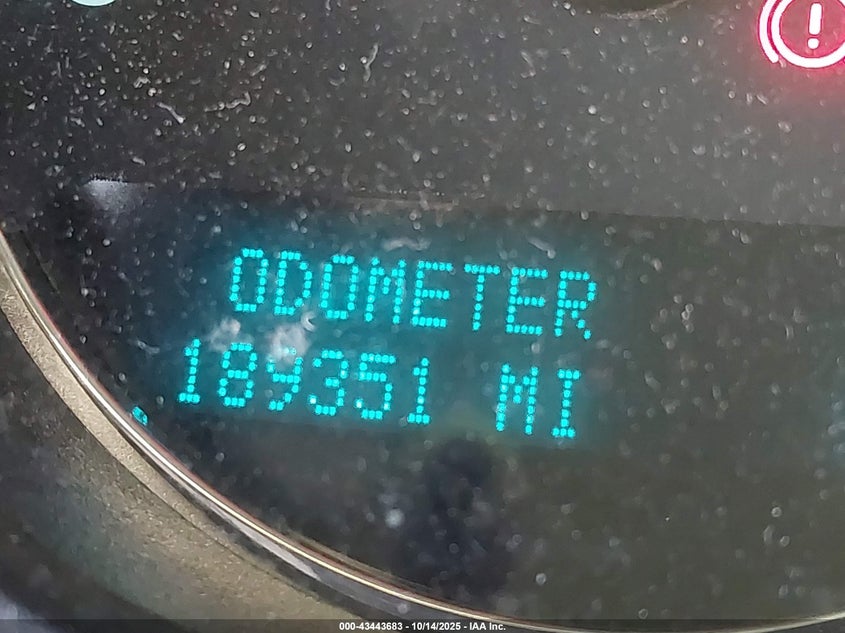 ODOMETER
189351 MI
000-43443683 - 10/14/2025 - IAA Inc.